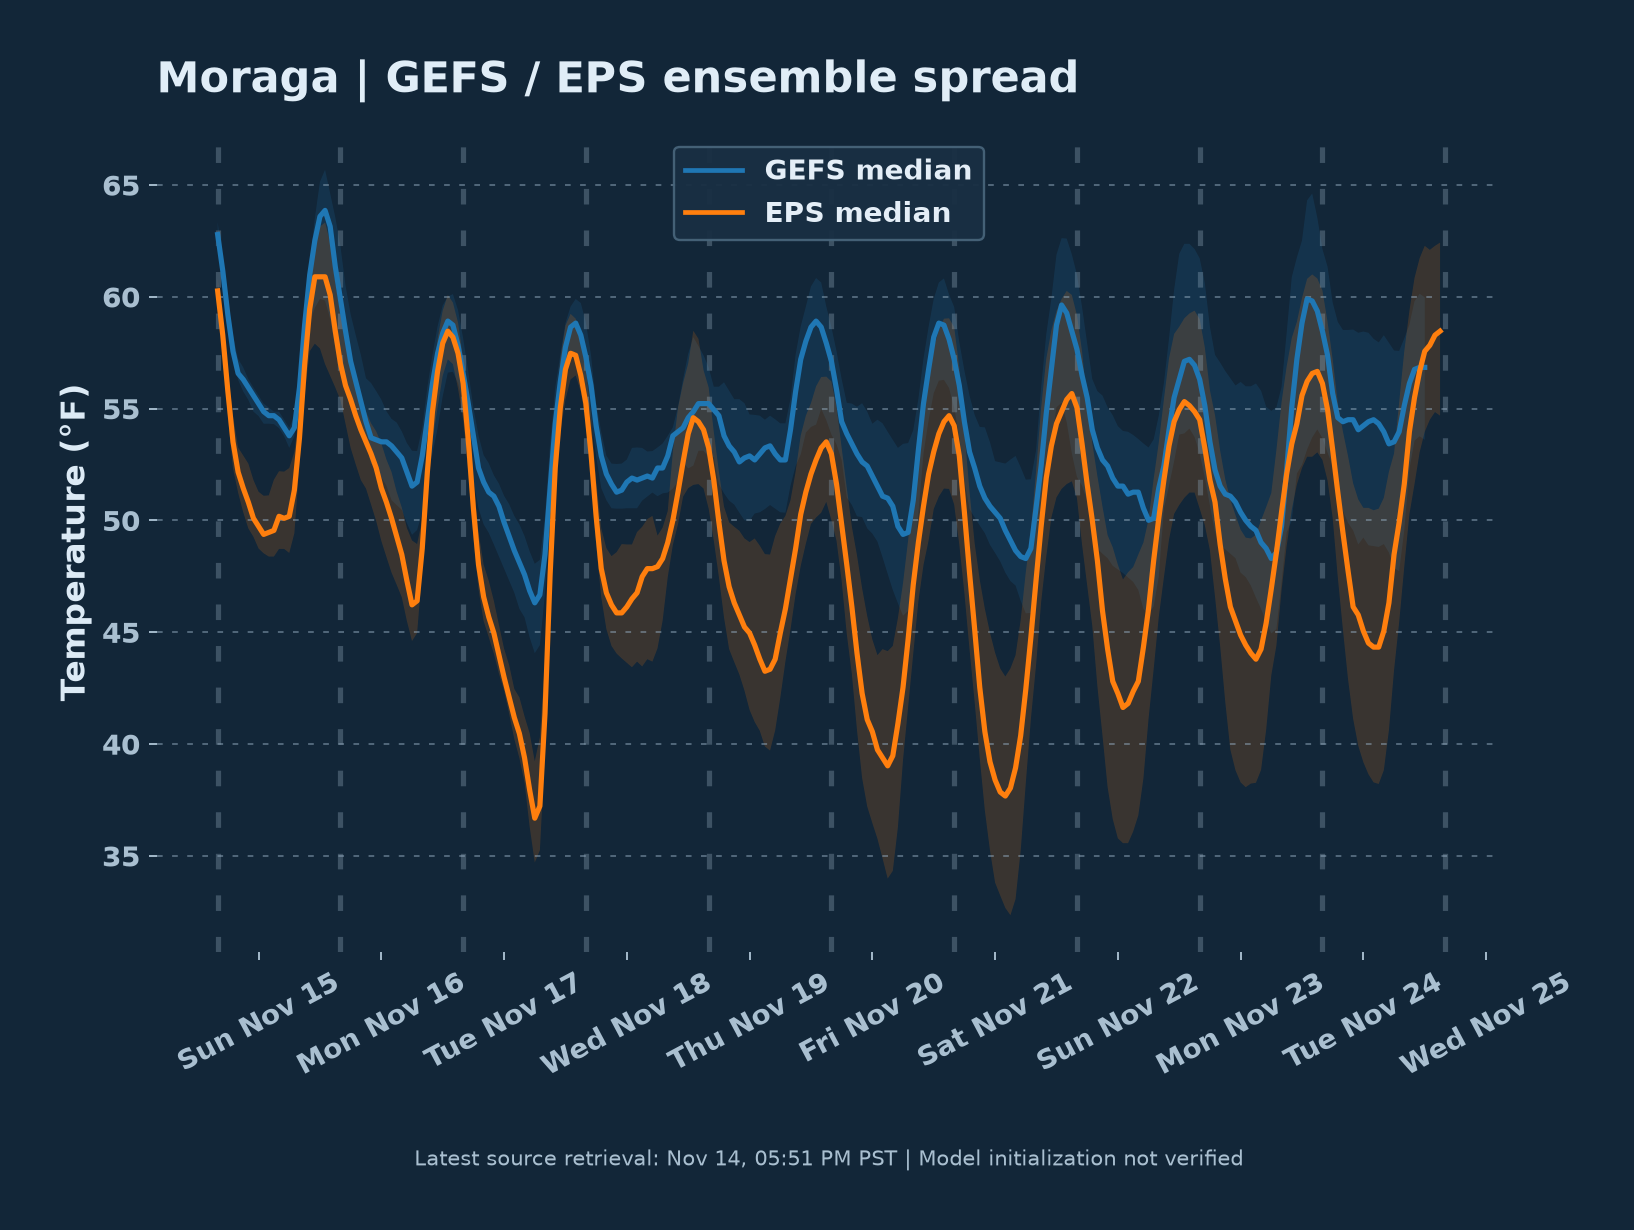 Moraga | GEFS / EPS ensemble spread
GEFS median
EPS median
Temperature (°F)
65
60
55
50
45
40
35
Sun Nov 15
Mon Nov 16
Tue Nov 17
Wed Nov 18
Thu Nov 19
Fri Nov 20
Sat Nov 21
Sun Nov 22
Mon Nov 23
Tue Nov 24
Wed Nov 25
Latest source retrieval: Nov 14, 05:51 PM PST | Model initialization not verified